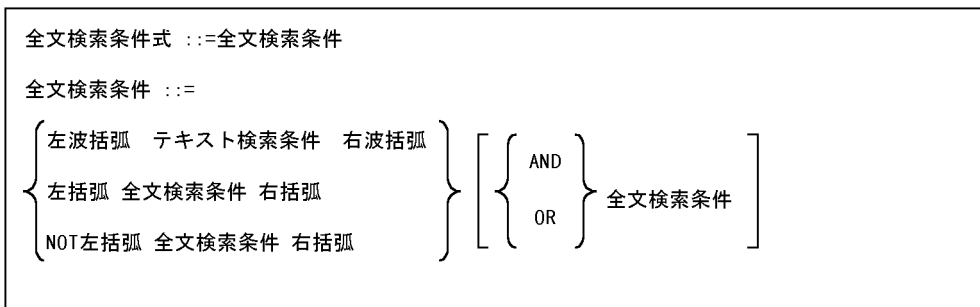 全文検索条件式 ::=全文検索条件
全文検索条件 ::=
左波括弧 テキスト検索条件 右波括弧
左括弧 全文検索条件 右括弧
NOT左括弧 全文検索条件 右括弧
AND
OR
全文検索条件